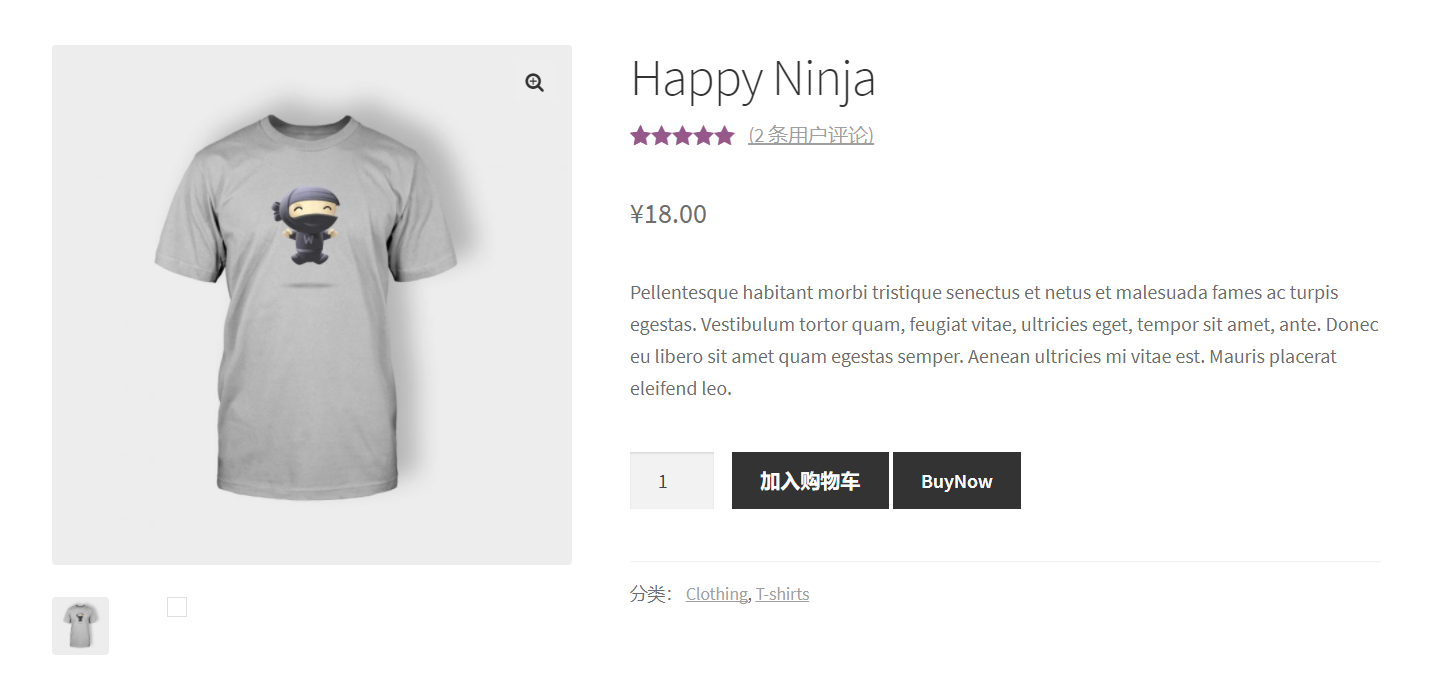 Happy Ninja
(2 条用户评论)
¥18.00
Pellentesque habitant morbi tristique senectus et netus et malesuada fames ac turpis
egestas. Vestibulum tortor quam, feugiat vitae, ultricies eget, tempor sit amet, ante. Donec
eu libero sit amet quam egestas semper. Aenean ultricies mi vitae est. Mauris placerat
eleifend leo.
1 加入购物车 BuyNow
分类： Clothing, T-shirts
W